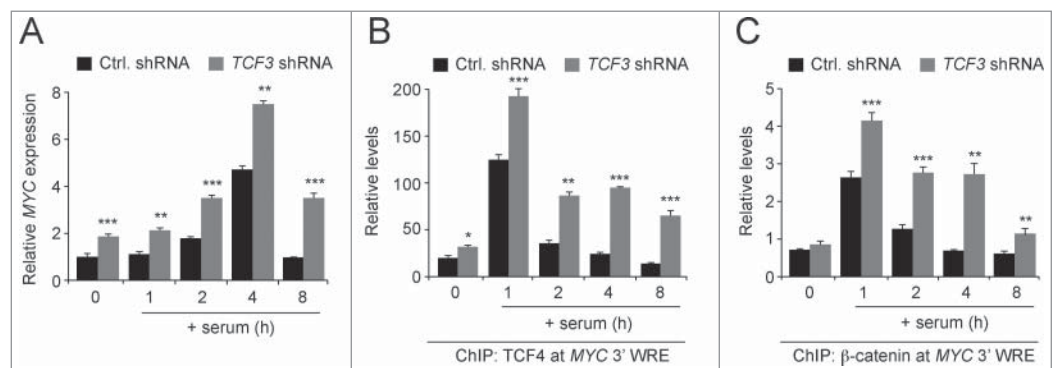 A
Ctrl. shRNA TCF3 shRNA
Relative MYC expression
8
6
4
2
0
***
**
***
**
***
0 1 2 4 8
+ serum (h)
B
Ctrl. shRNA TCF3 shRNA
Relative levels
200
150
100
50
0
*
***
**
***
***
0 1 2 4 8
+ serum (h)
ChIP: TCF4 at MYC 3' WRE
C
Ctrl. shRNA TCF3 shRNA
Relative levels
5
4
3
2
1
0
***
***
**
**
0 1 2 4 8
+ serum (h)
ChIP: β-catenin at MYC 3' WRE